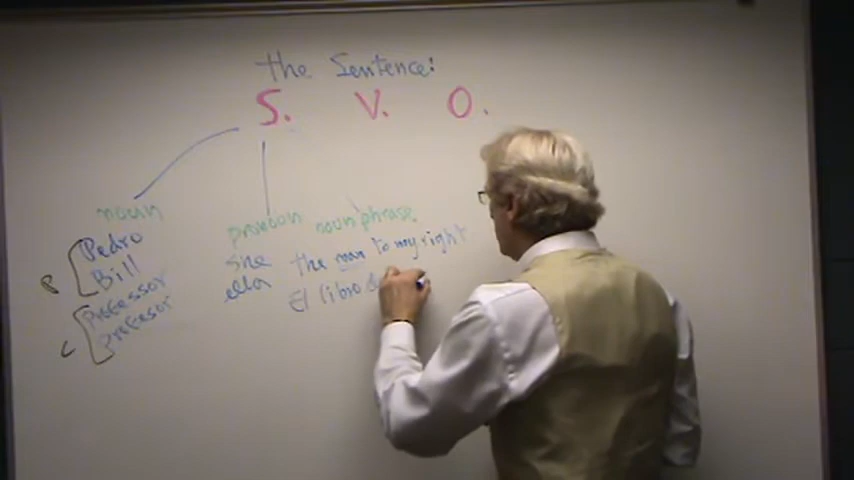 the Sentence:
S. V. O.
noun
pronoun noun phrase
P Pedro
Bill
C Professor
profesor
she
ella
the man to my right
El libro d